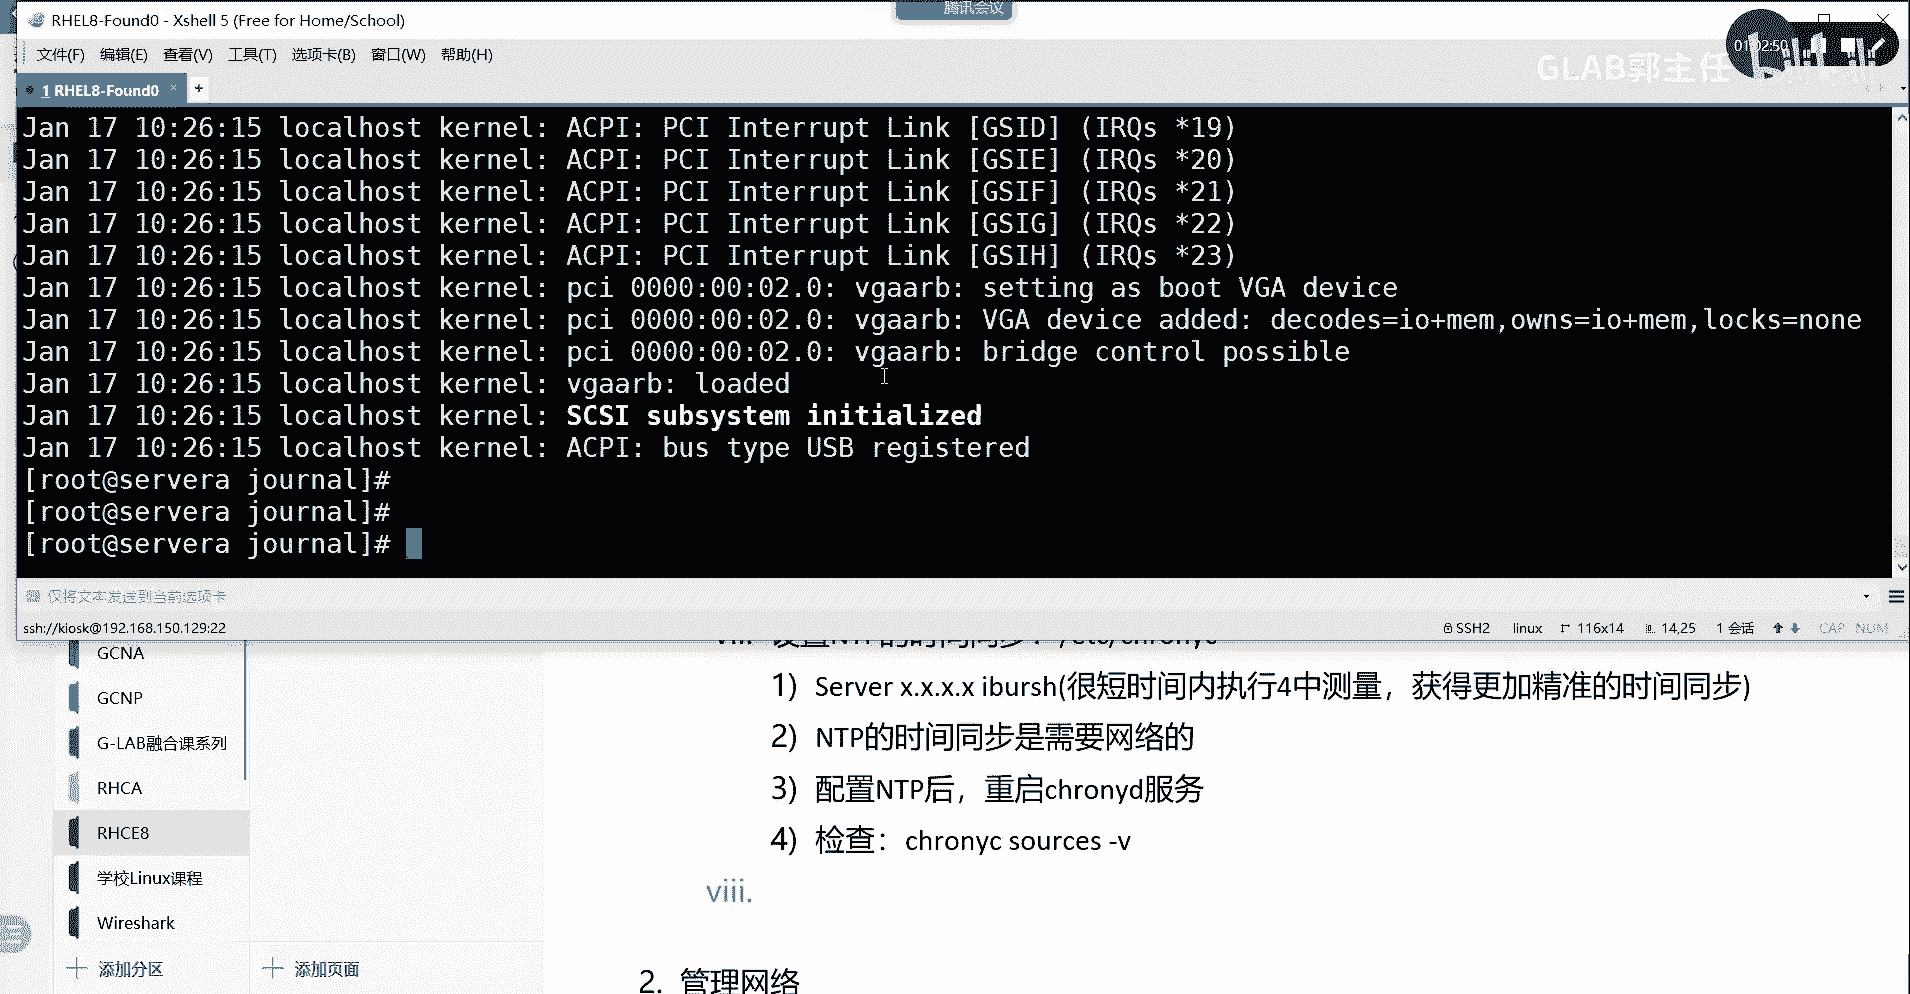 腾讯会议
RHEL8-Found0 - Xshell 5 (Free for Home/School)
01:02:50
GLAB郭主任
文件(F) 编辑(E) 查看(V) 工具(T) 选项卡(B) 窗口(W) 帮助(H)
1 RHEL8-Found0 × +
Jan 17 10:26:15 localhost kernel: ACPI: PCI Interrupt Link [GSID] (IRQs *19)
Jan 17 10:26:15 localhost kernel: ACPI: PCI Interrupt Link [GSIE] (IRQs *20)
Jan 17 10:26:15 localhost kernel: ACPI: PCI Interrupt Link [GSIF] (IRQs *21)
Jan 17 10:26:15 localhost kernel: ACPI: PCI Interrupt Link [GSIG] (IRQs *22)
Jan 17 10:26:15 localhost kernel: ACPI: PCI Interrupt Link [GSIH] (IRQs *23)
Jan 17 10:26:15 localhost kernel: pci 0000:00:02.0: vgaarb: setting as boot VGA device
Jan 17 10:26:15 localhost kernel: pci 0000:00:02.0: vgaarb: VGA device added: decodes=io+mem,owns=io+mem,locks=none
Jan 17 10:26:15 localhost kernel: pci 0000:00:02.0: vgaarb: bridge control possible
Jan 17 10:26:15 localhost kernel: vgaarb: loaded
Jan 17 10:26:15 localhost kernel: SCSI subsystem initialized
Jan 17 10:26:15 localhost kernel: ACPI: bus type USB registered
[root@servera journal]#
[root@servera journal]#
[root@servera journal]#
仅将文本发送到当前选项卡
ssh://kiosk@192.168.150.129:22 SSH2 linux 116x14 14,25 1 会话 CAP NUM
设置NTP的时间同步：/etc/chronyc
1) Server x.x.x.x ibursh(很短时间内执行4中测量，获得更加精准的时间同步)
2) NTP的时间同步是需要网络的
3) 配置NTP后，重启chronyd服务
4) 检查：chronyc sources -v
viii.
2. 管理网络
GCNA
GCNP
G-LAB融合课系列
RHCA
RHCE8
学校Linux课程
Wireshark
添加分区
添加页面